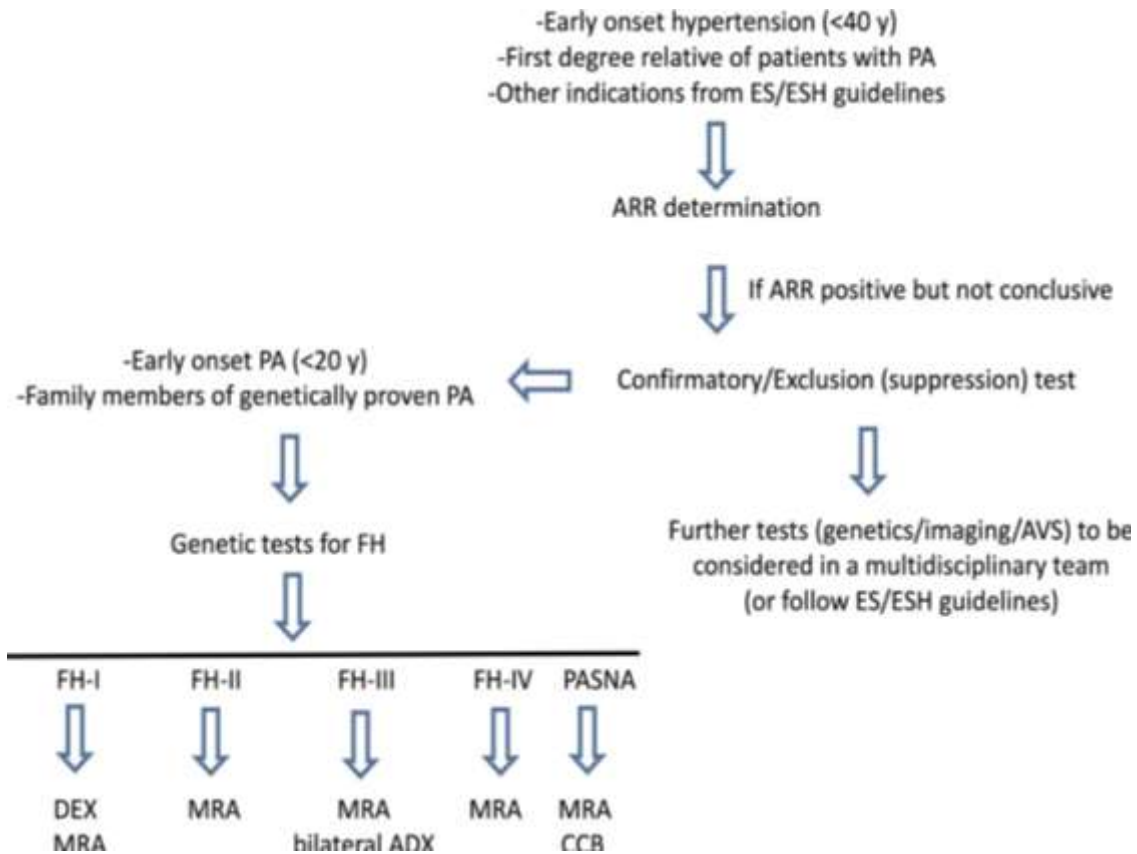 -Early onset hypertension (<40 y)
-First degree relative of patients with PA
-Other indications from ES/ESH guidelines
ARR determination
If ARR positive but not conclusive
-Early onset PA (<20 y)
-Family members of genetically proven PA
Confirmatory/Exclusion (suppression) test
Genetic tests for FH
Further tests (genetics/imaging/AVS) to be
considered in a multidisciplinary team
(or follow ES/ESH guidelines)
FH-I FH-II FH-III FH-IV PASNA
DEX MRA MRA MRA MRA
MRA bilateral ADX CCB